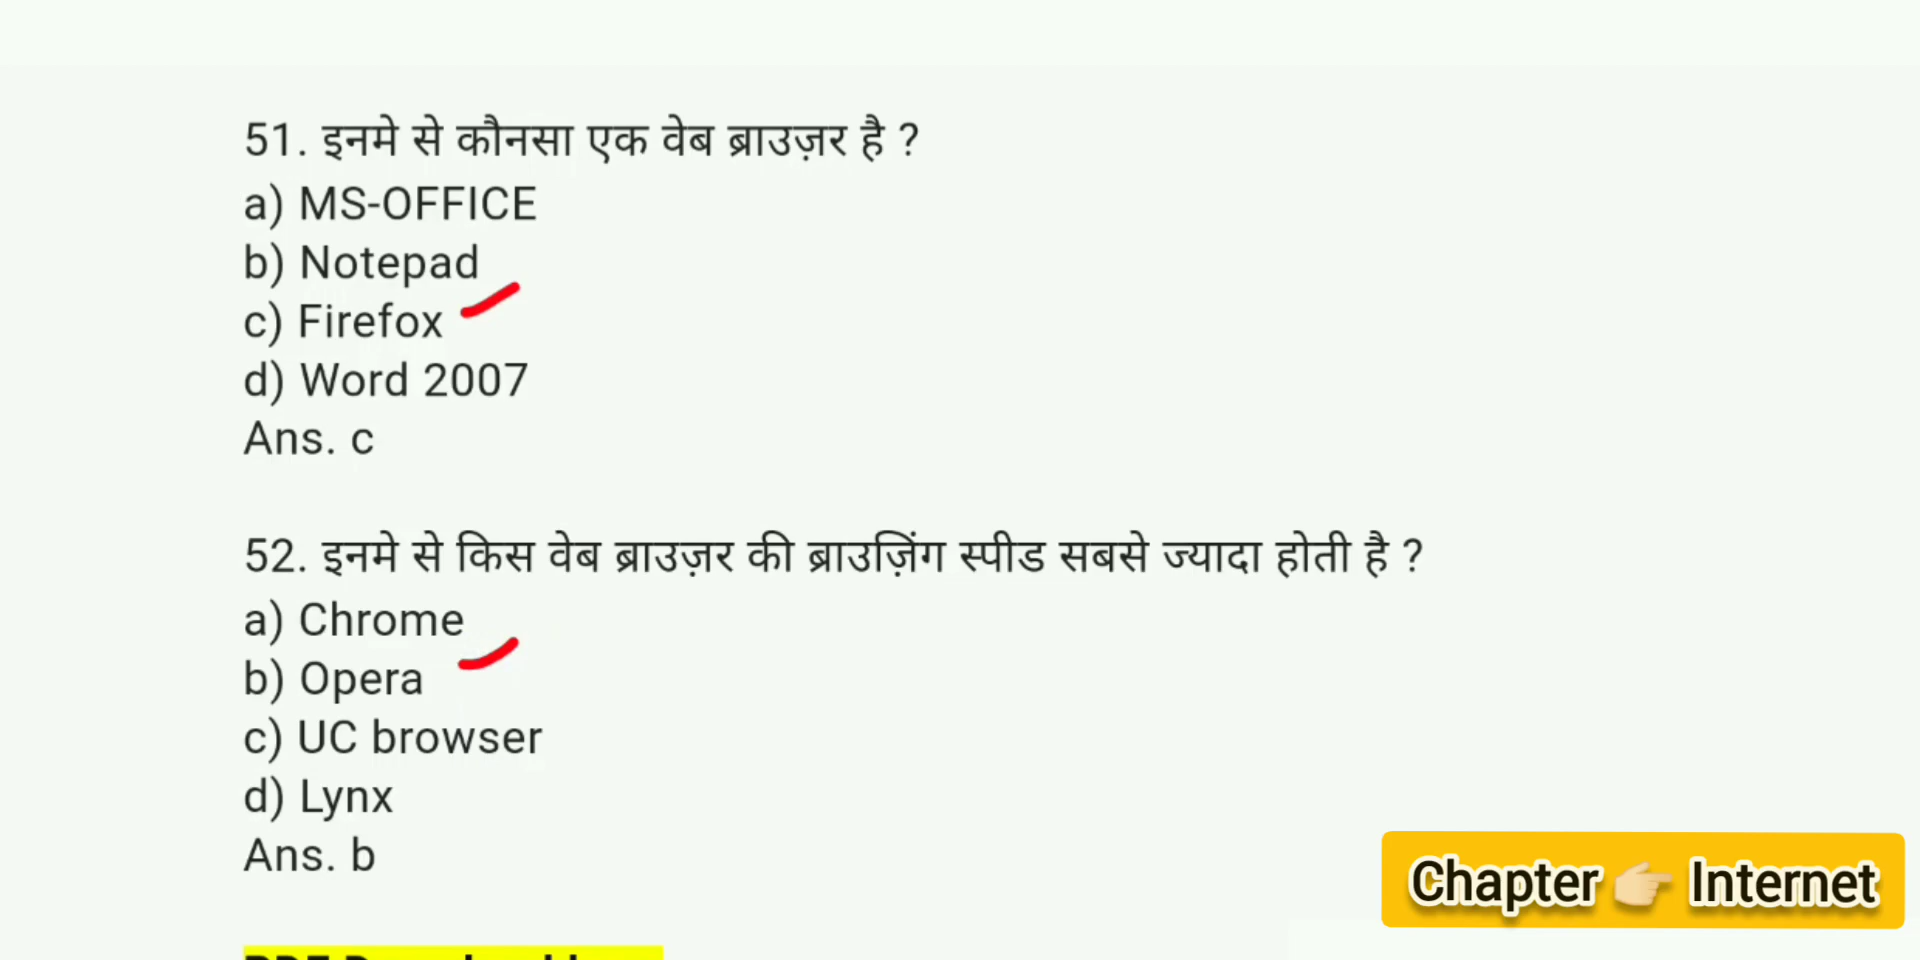 51. इनमे से कौनसा एक वेब ब्राउज़र है ?
a) MS-OFFICE
b) Notepad
c) Firefox
d) Word 2007
Ans. c
52. इनमे से किस वेब ब्राउज़र की ब्राउज़िंग स्पीड सबसे ज्यादा होती है ?
a) Chrome
b) Opera
c) UC browser
d) Lynx
Ans. b
Chapter 👉 Internet